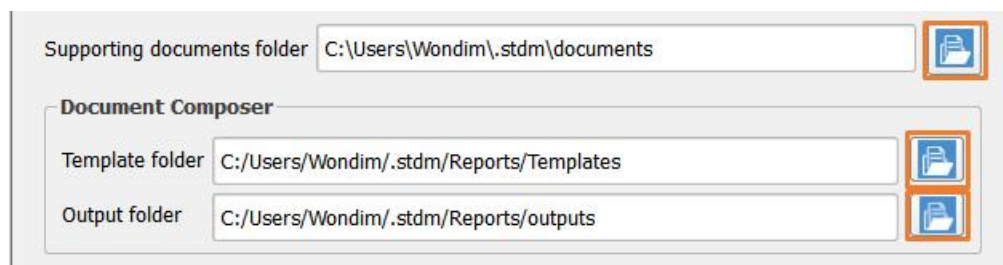 Supporting documents folder C:\Users\Wondim\.stdm\documents
Document Composer
Template folder C:/Users/Wondim/.stdm/Reports/Templates
Output folder C:/Users/Wondim/.stdm/Reports/outputs